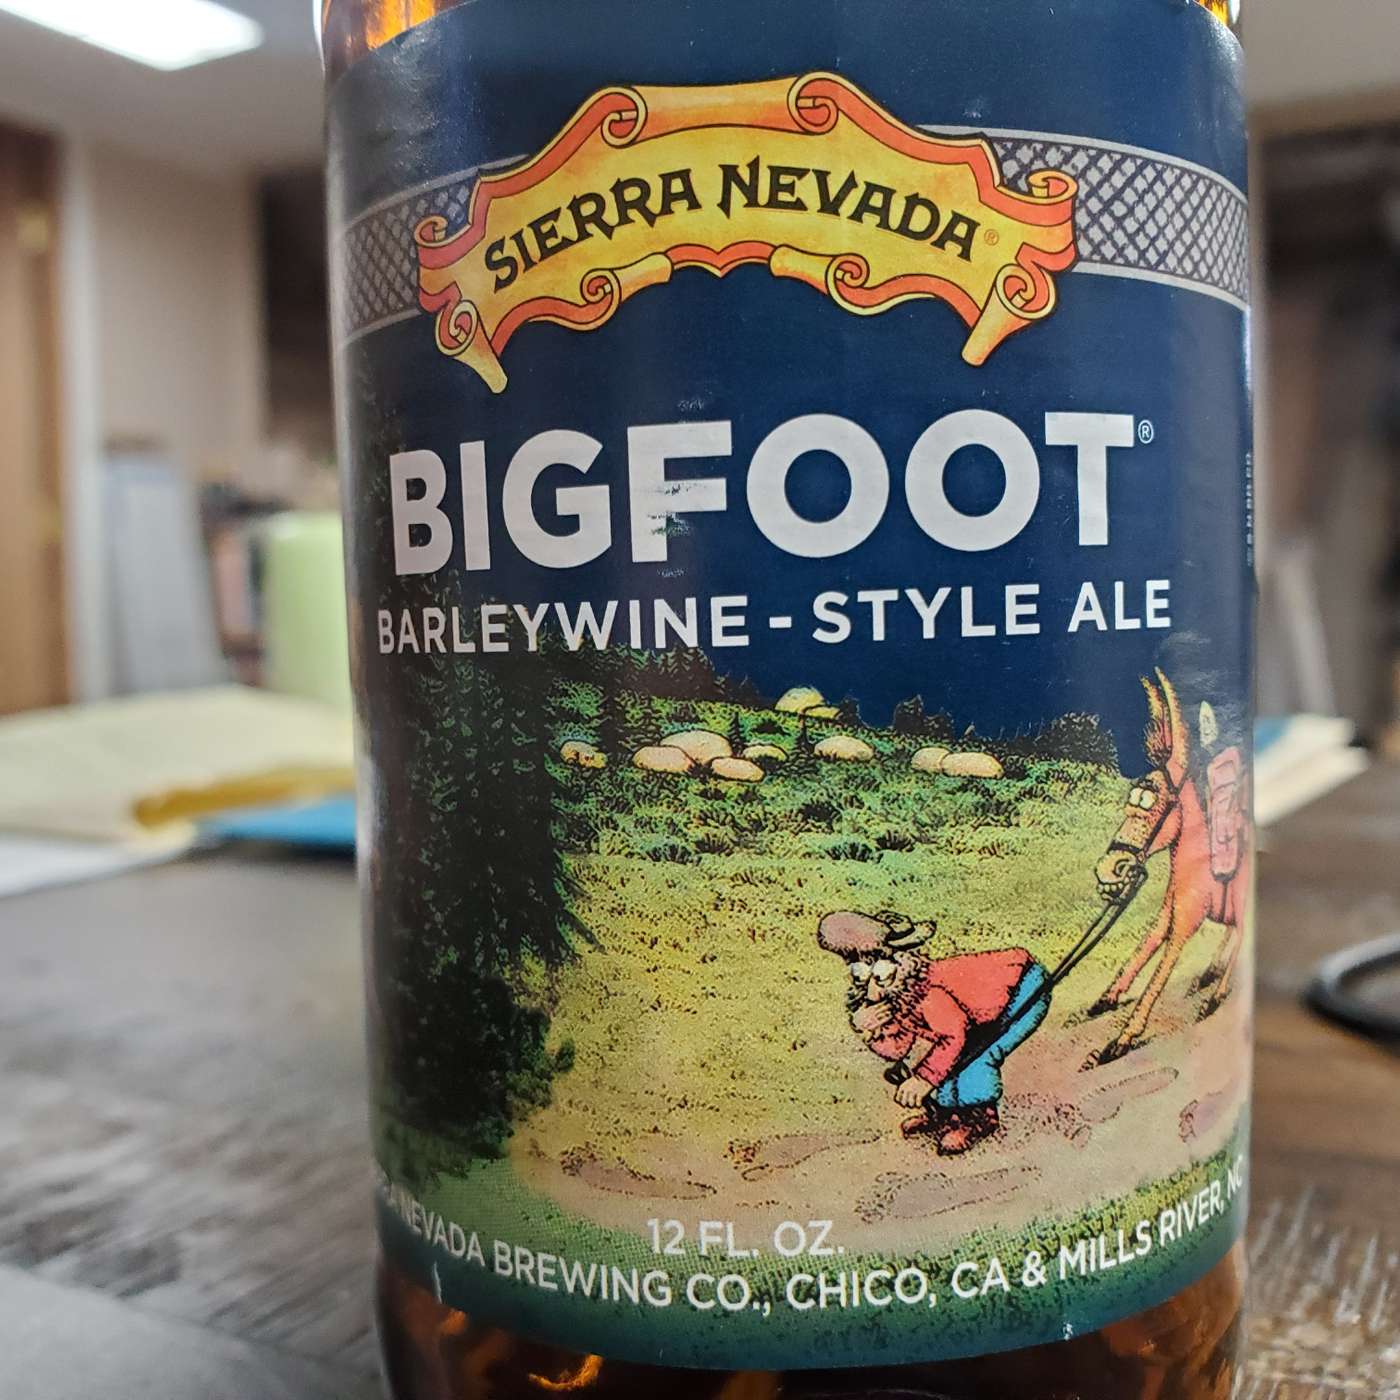 SIERRA NEVADA®
BIGFOOT®
BARLEYWINE-STYLE ALE
12 FL. OZ.
NEVADA BREWING CO., CHICO, CA & MILLS RIVER, NC